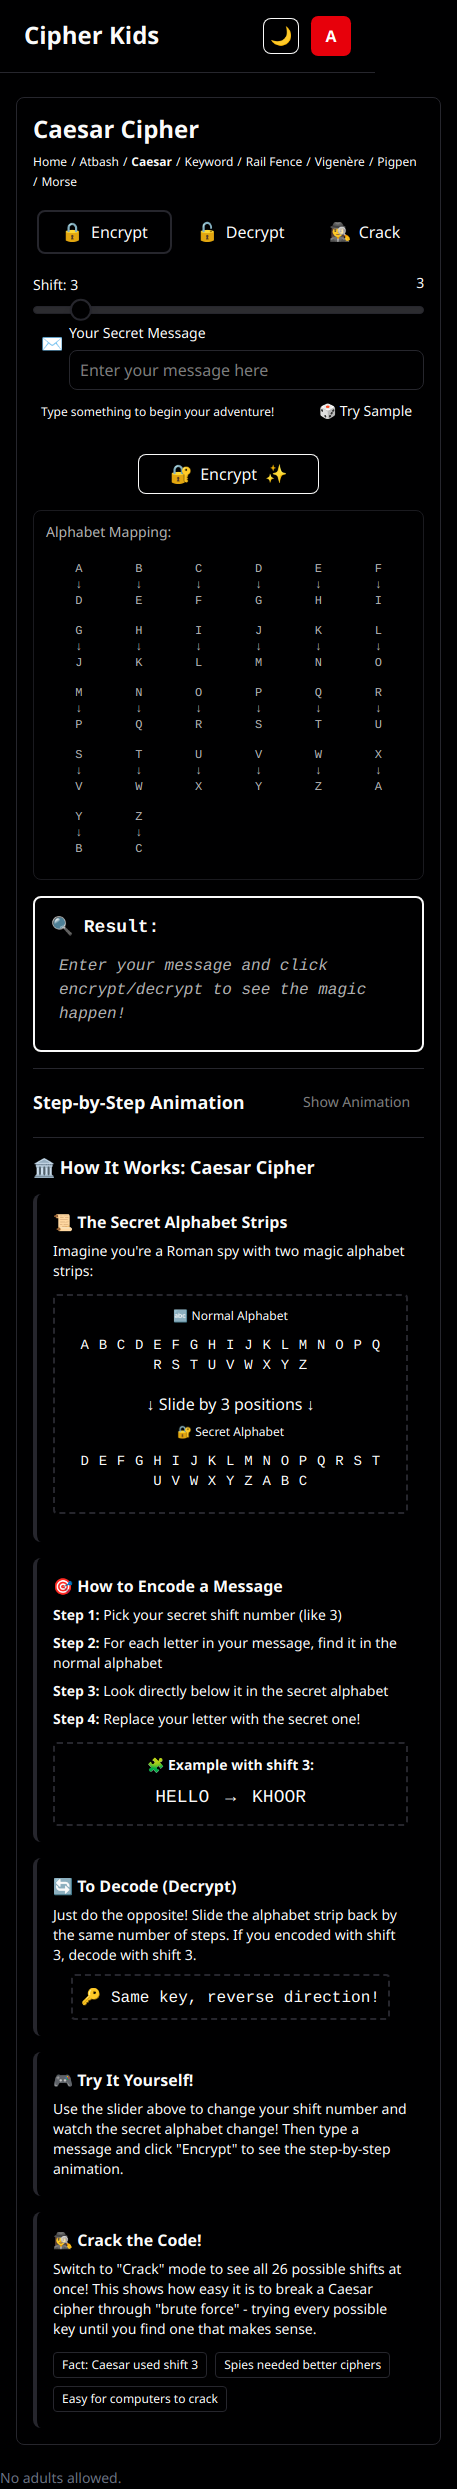 Cipher Kids
A
Caesar Cipher
Home / Atbash / Caesar / Keyword / Rail Fence / Vigenère / Pigpen
/ Morse
🔒 Encrypt 🔓 Decrypt 🕵️ Crack
Shift: 3 3
Your Secret Message
Enter your message here
Type something to begin your adventure! 🎲 Try Sample
🔐 Encrypt ✨
Alphabet Mapping:
A B C D E F
↓ ↓ ↓ ↓ ↓ ↓
D E F G H I
G H I J K L
↓ ↓ ↓ ↓ ↓ ↓
J K L M N O
M N O P Q R
↓ ↓ ↓ ↓ ↓ ↓
P Q R S T U
S T U V W X
↓ ↓ ↓ ↓ ↓ ↓
V W X Y Z A
Y Z
↓ ↓
B C
🔍 Result:
Enter your message and click
encrypt/decrypt to see the magic
happen!
Step-by-Step Animation Show Animation
🏛️ How It Works: Caesar Cipher
📜 The Secret Alphabet Strips
Imagine you're a Roman spy with two magic alphabet
strips:
🔤 Normal Alphabet
A B C D E F G H I J K L M N O P Q
R S T U V W X Y Z
↓ Slide by 3 positions ↓
🔐 Secret Alphabet
D E F G H I J K L M N O P Q R S T
U V W X Y Z A B C
🎯 How to Encode a Message
Step 1: Pick your secret shift number (like 3)
Step 2: For each letter in your message, find it in the
normal alphabet
Step 3: Look directly below it in the secret alphabet
Step 4: Replace your letter with the secret one!
🧩 Example with shift 3:
HELLO → KHOOR
🔄 To Decode (Decrypt)
Just do the opposite! Slide the alphabet strip back by
the same number of steps. If you encoded with shift
3, decode with shift 3.
🔑 Same key, reverse direction!
🎮 Try It Yourself!
Use the slider above to change your shift number and
watch the secret alphabet change! Then type a
message and click "Encrypt" to see the step-by-step
animation.
🕵️ Crack the Code!
Switch to "Crack" mode to see all 26 possible shifts at
once! This shows how easy it is to break a Caesar
cipher through "brute force" - trying every possible
key until you find one that makes sense.
Fact: Caesar used shift 3 Spies needed better ciphers
Easy for computers to crack
No adults allowed.